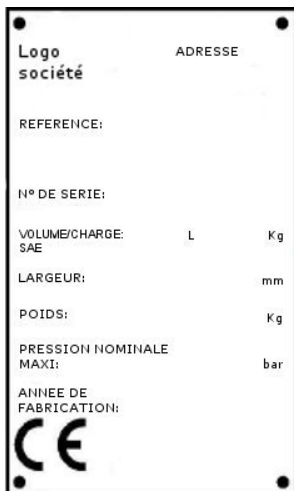 Logo ADRESSE
société
REFERENCE:
N° DE SERIE:
VOLUME/CHARGE: L Kg
SAE
LARGEUR: mm
POIDS: Kg
PRESSION NOMINALE
MAXI: bar
ANNEE DE
FABRICATION:
CE